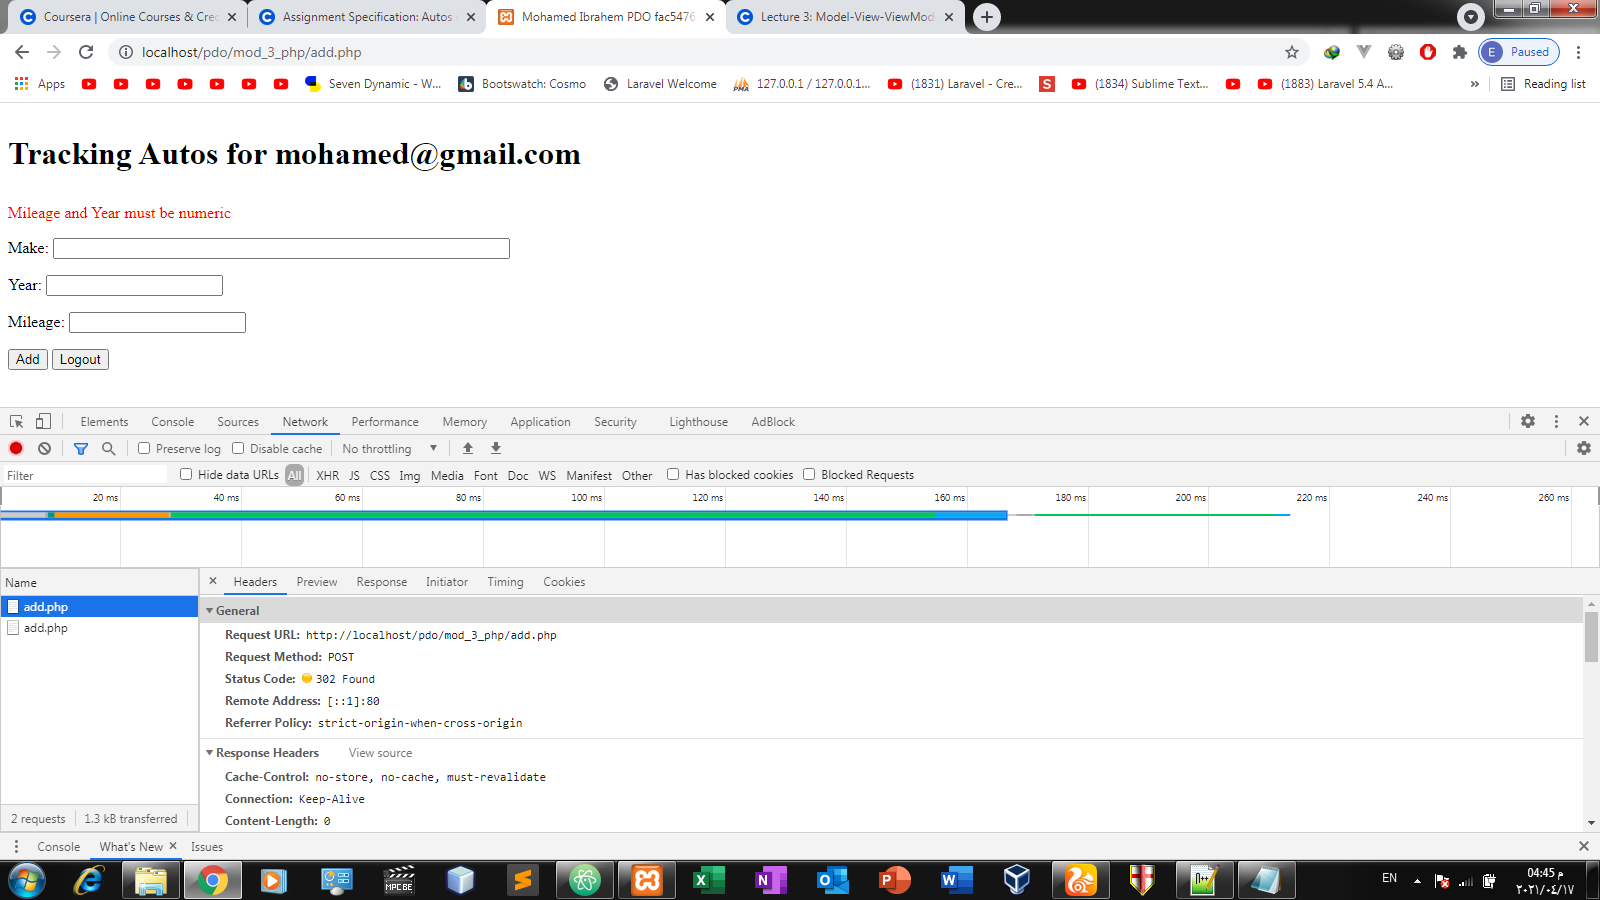 Coursera | Online Courses & Cre
Assignment Specification: Autos
Mohamed Ibrahem PDO fac5476
Lecture 3: Model-View-ViewMod
localhost/pdo/mod_3_php/add.php
E Paused
Apps
Seven Dynamic - W...
Bootswatch: Cosmo
Laravel Welcome
127.0.0.1 / 127.0.0.1...
(1831) Laravel - Cre...
(1834) Sublime Text...
(1883) Laravel 5.4 A...
»
Reading list
Tracking Autos for mohamed@gmail.com
Mileage and Year must be numeric
Make:
Year:
Mileage:
Add Logout
Elements Console Sources Network Performance Memory Application Security Lighthouse AdBlock
Preserve log Disable cache No throttling
Filter Hide data URLs All XHR JS CSS Img Media Font Doc WS Manifest Other Has blocked cookies Blocked Requests
20 ms 40 ms 60 ms 80 ms 100 ms 120 ms 140 ms 160 ms 180 ms 200 ms 220 ms 240 ms 260 ms
Name
add.php
add.php
2 requests 1.3 kB transferred
Headers Preview Response Initiator Timing Cookies
General
Request URL: http://localhost/pdo/mod_3_php/add.php
Request Method: POST
Status Code: 302 Found
Remote Address: [::1]:80
Referrer Policy: strict-origin-when-cross-origin
Response Headers View source
Cache-Control: no-store, no-cache, must-revalidate
Connection: Keep-Alive
Content-Length: 0
Console What's New Issues
MPC BE
EN
04:45 م
٢٠٢١/٠٤/١٧